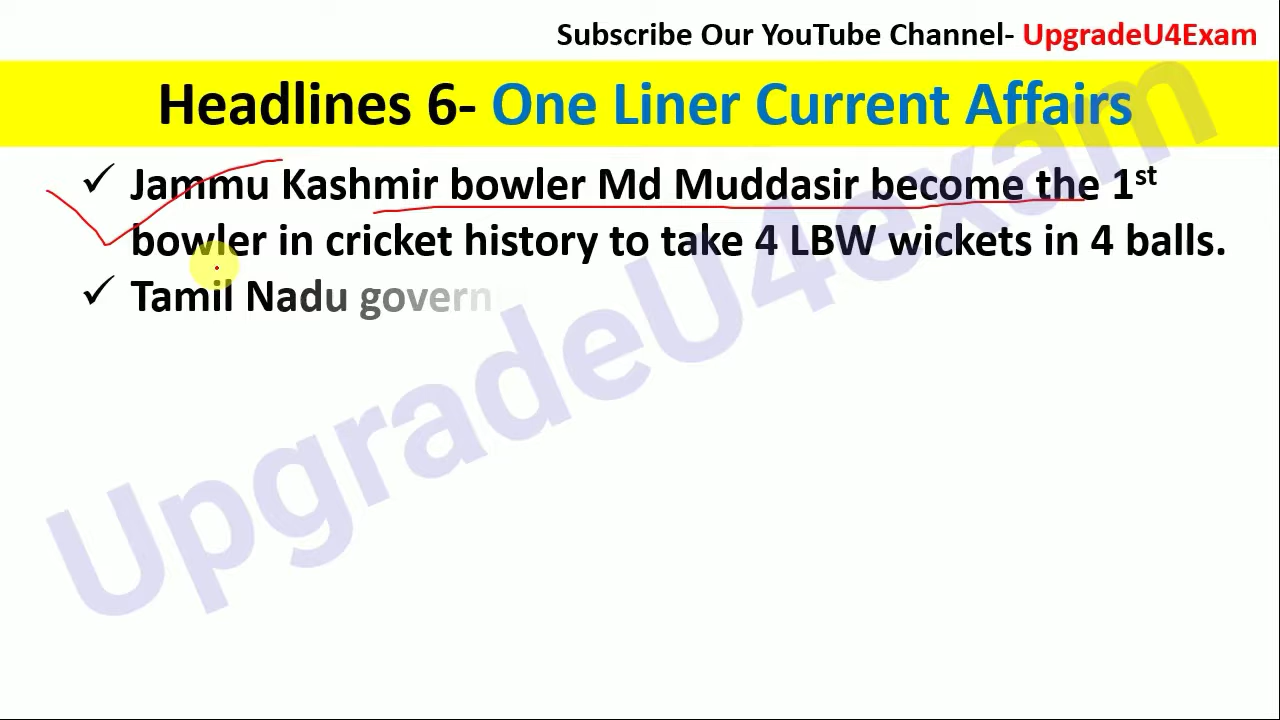 Subscribe Our YouTube Channel- UpgradeU4Exam
Headlines 6- One Liner Current Affairs
✓ Jammu Kashmir bowler Md Muddasir become the 1st
bowler in cricket history to take 4 LBW wickets in 4 balls.
✓ Tamil Nadu govern
UpgradeU4exam